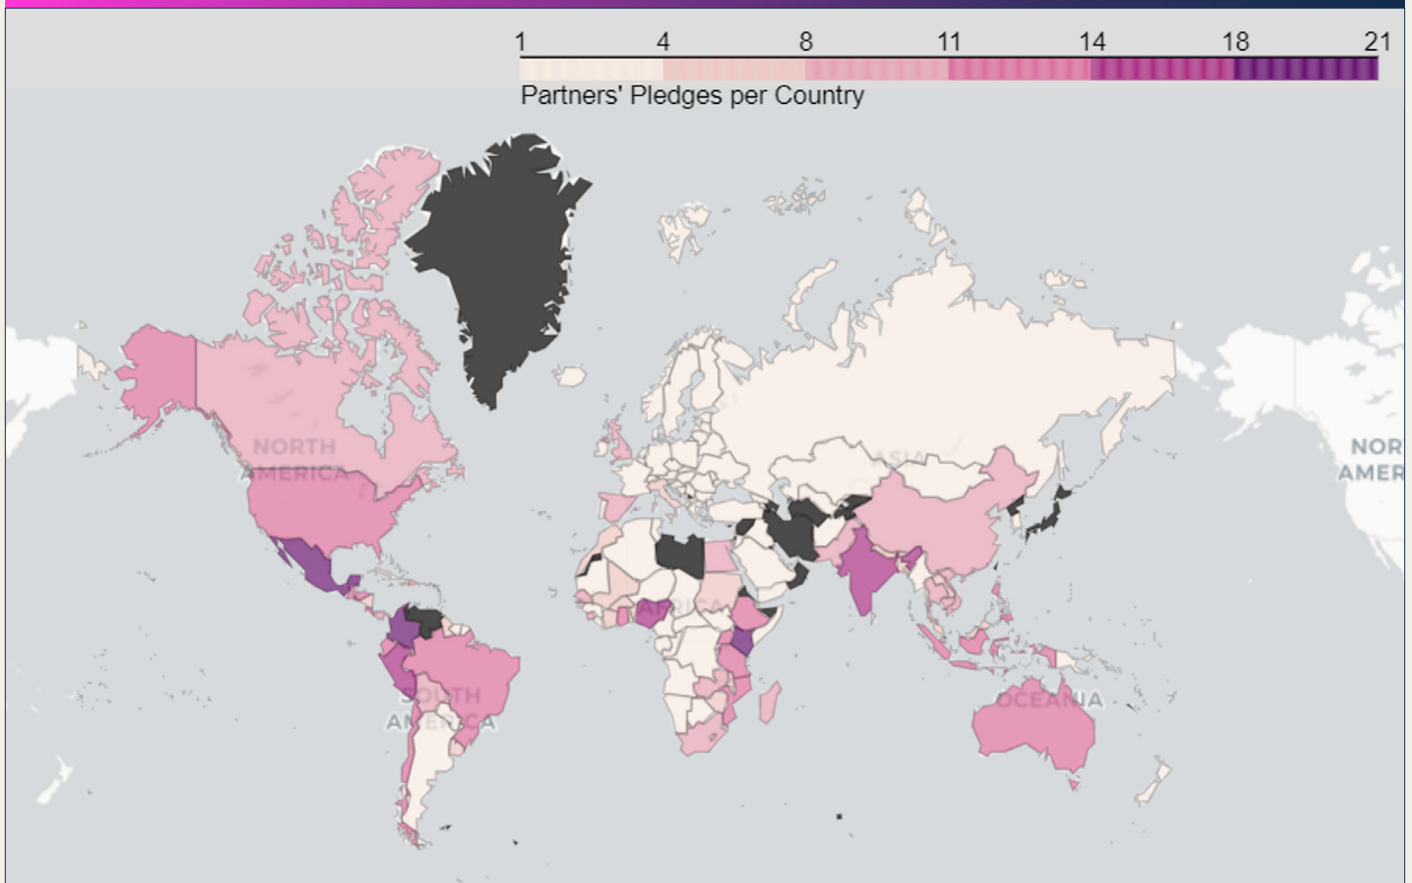 1 4 8 11 14 18 21
Partners' Pledges per Country
NORTH
AMERICA
ASIA
NOR
AMER
AFRICA
SOUTH
AMERICA
OCEANIA